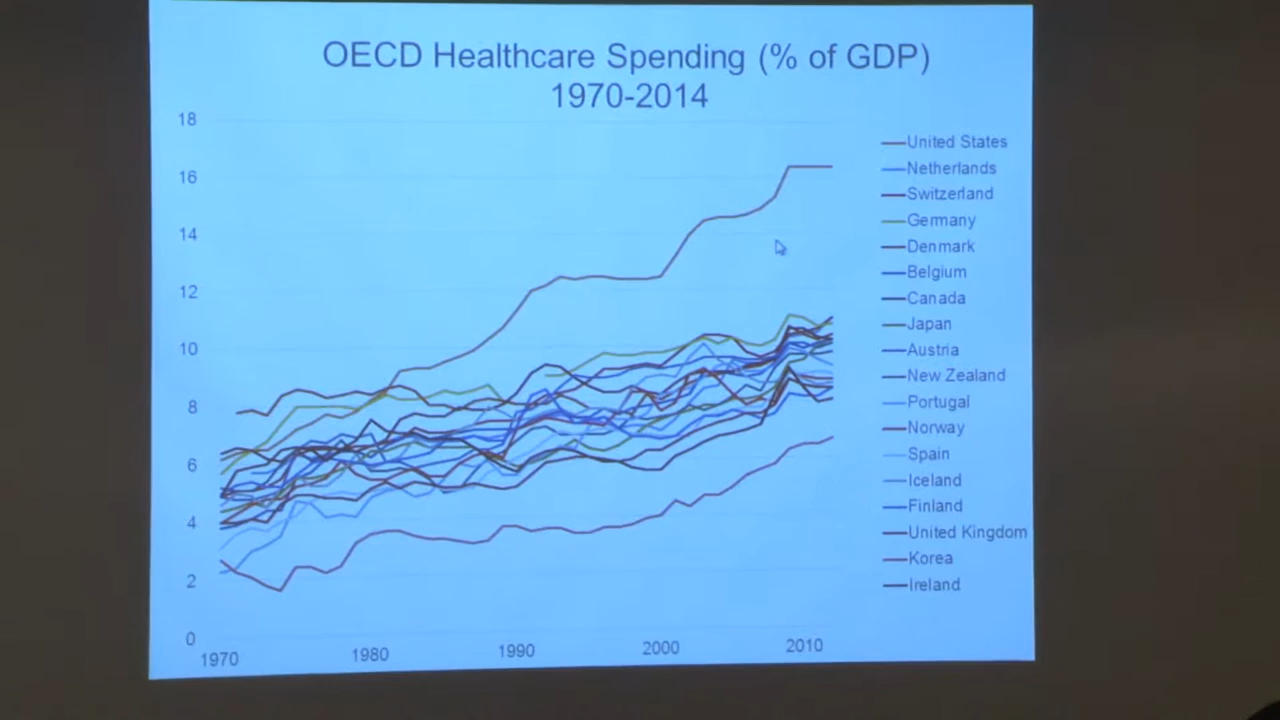 OECD Healthcare Spending (% of GDP)
1970-2014
18
16
14
12
10
8
6
4
2
0
1970
1980
1990
2000
2010
United States
Netherlands
Switzerland
Germany
Denmark
Belgium
Canada
Japan
Austria
New Zealand
Portugal
Norway
Spain
Iceland
Finland
United Kingdom
Korea
Ireland